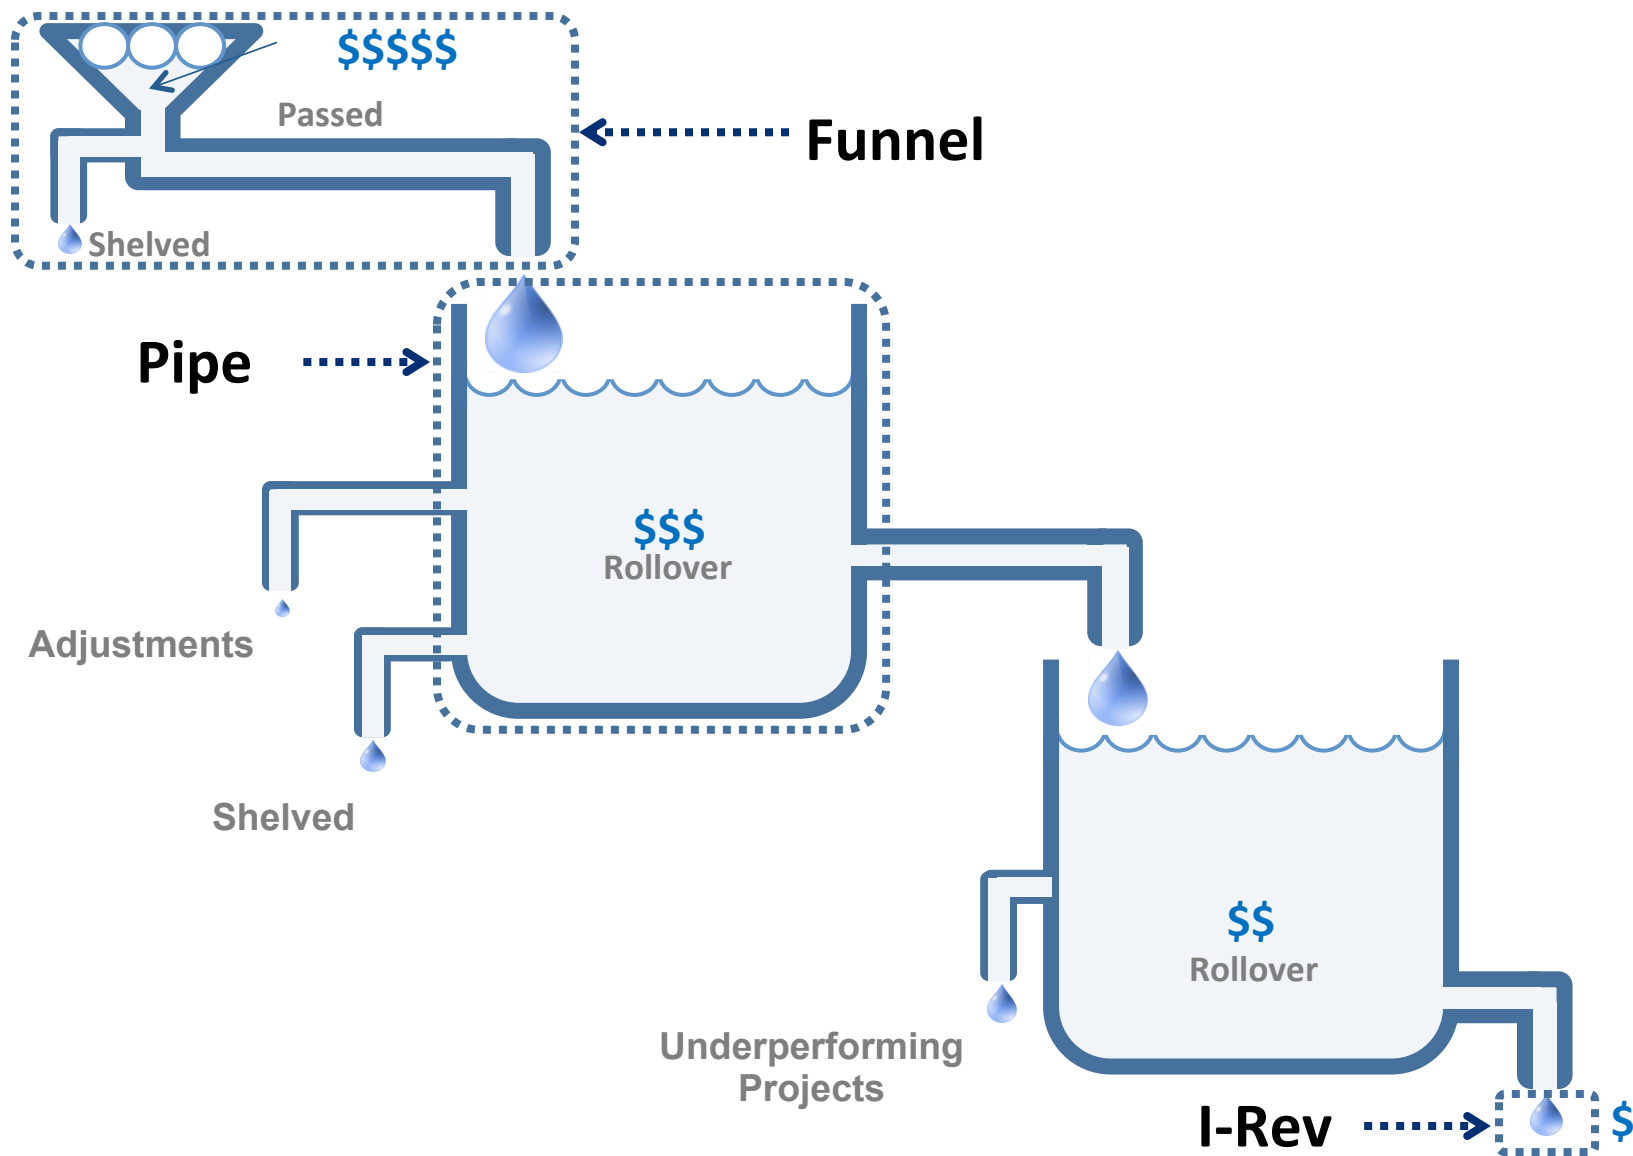 $$$$$
Passed
Funnel
Shelved
Pipe
$$$
Rollover
Adjustments
Shelved
$$
Rollover
Underperforming
Projects
I-Rev
$